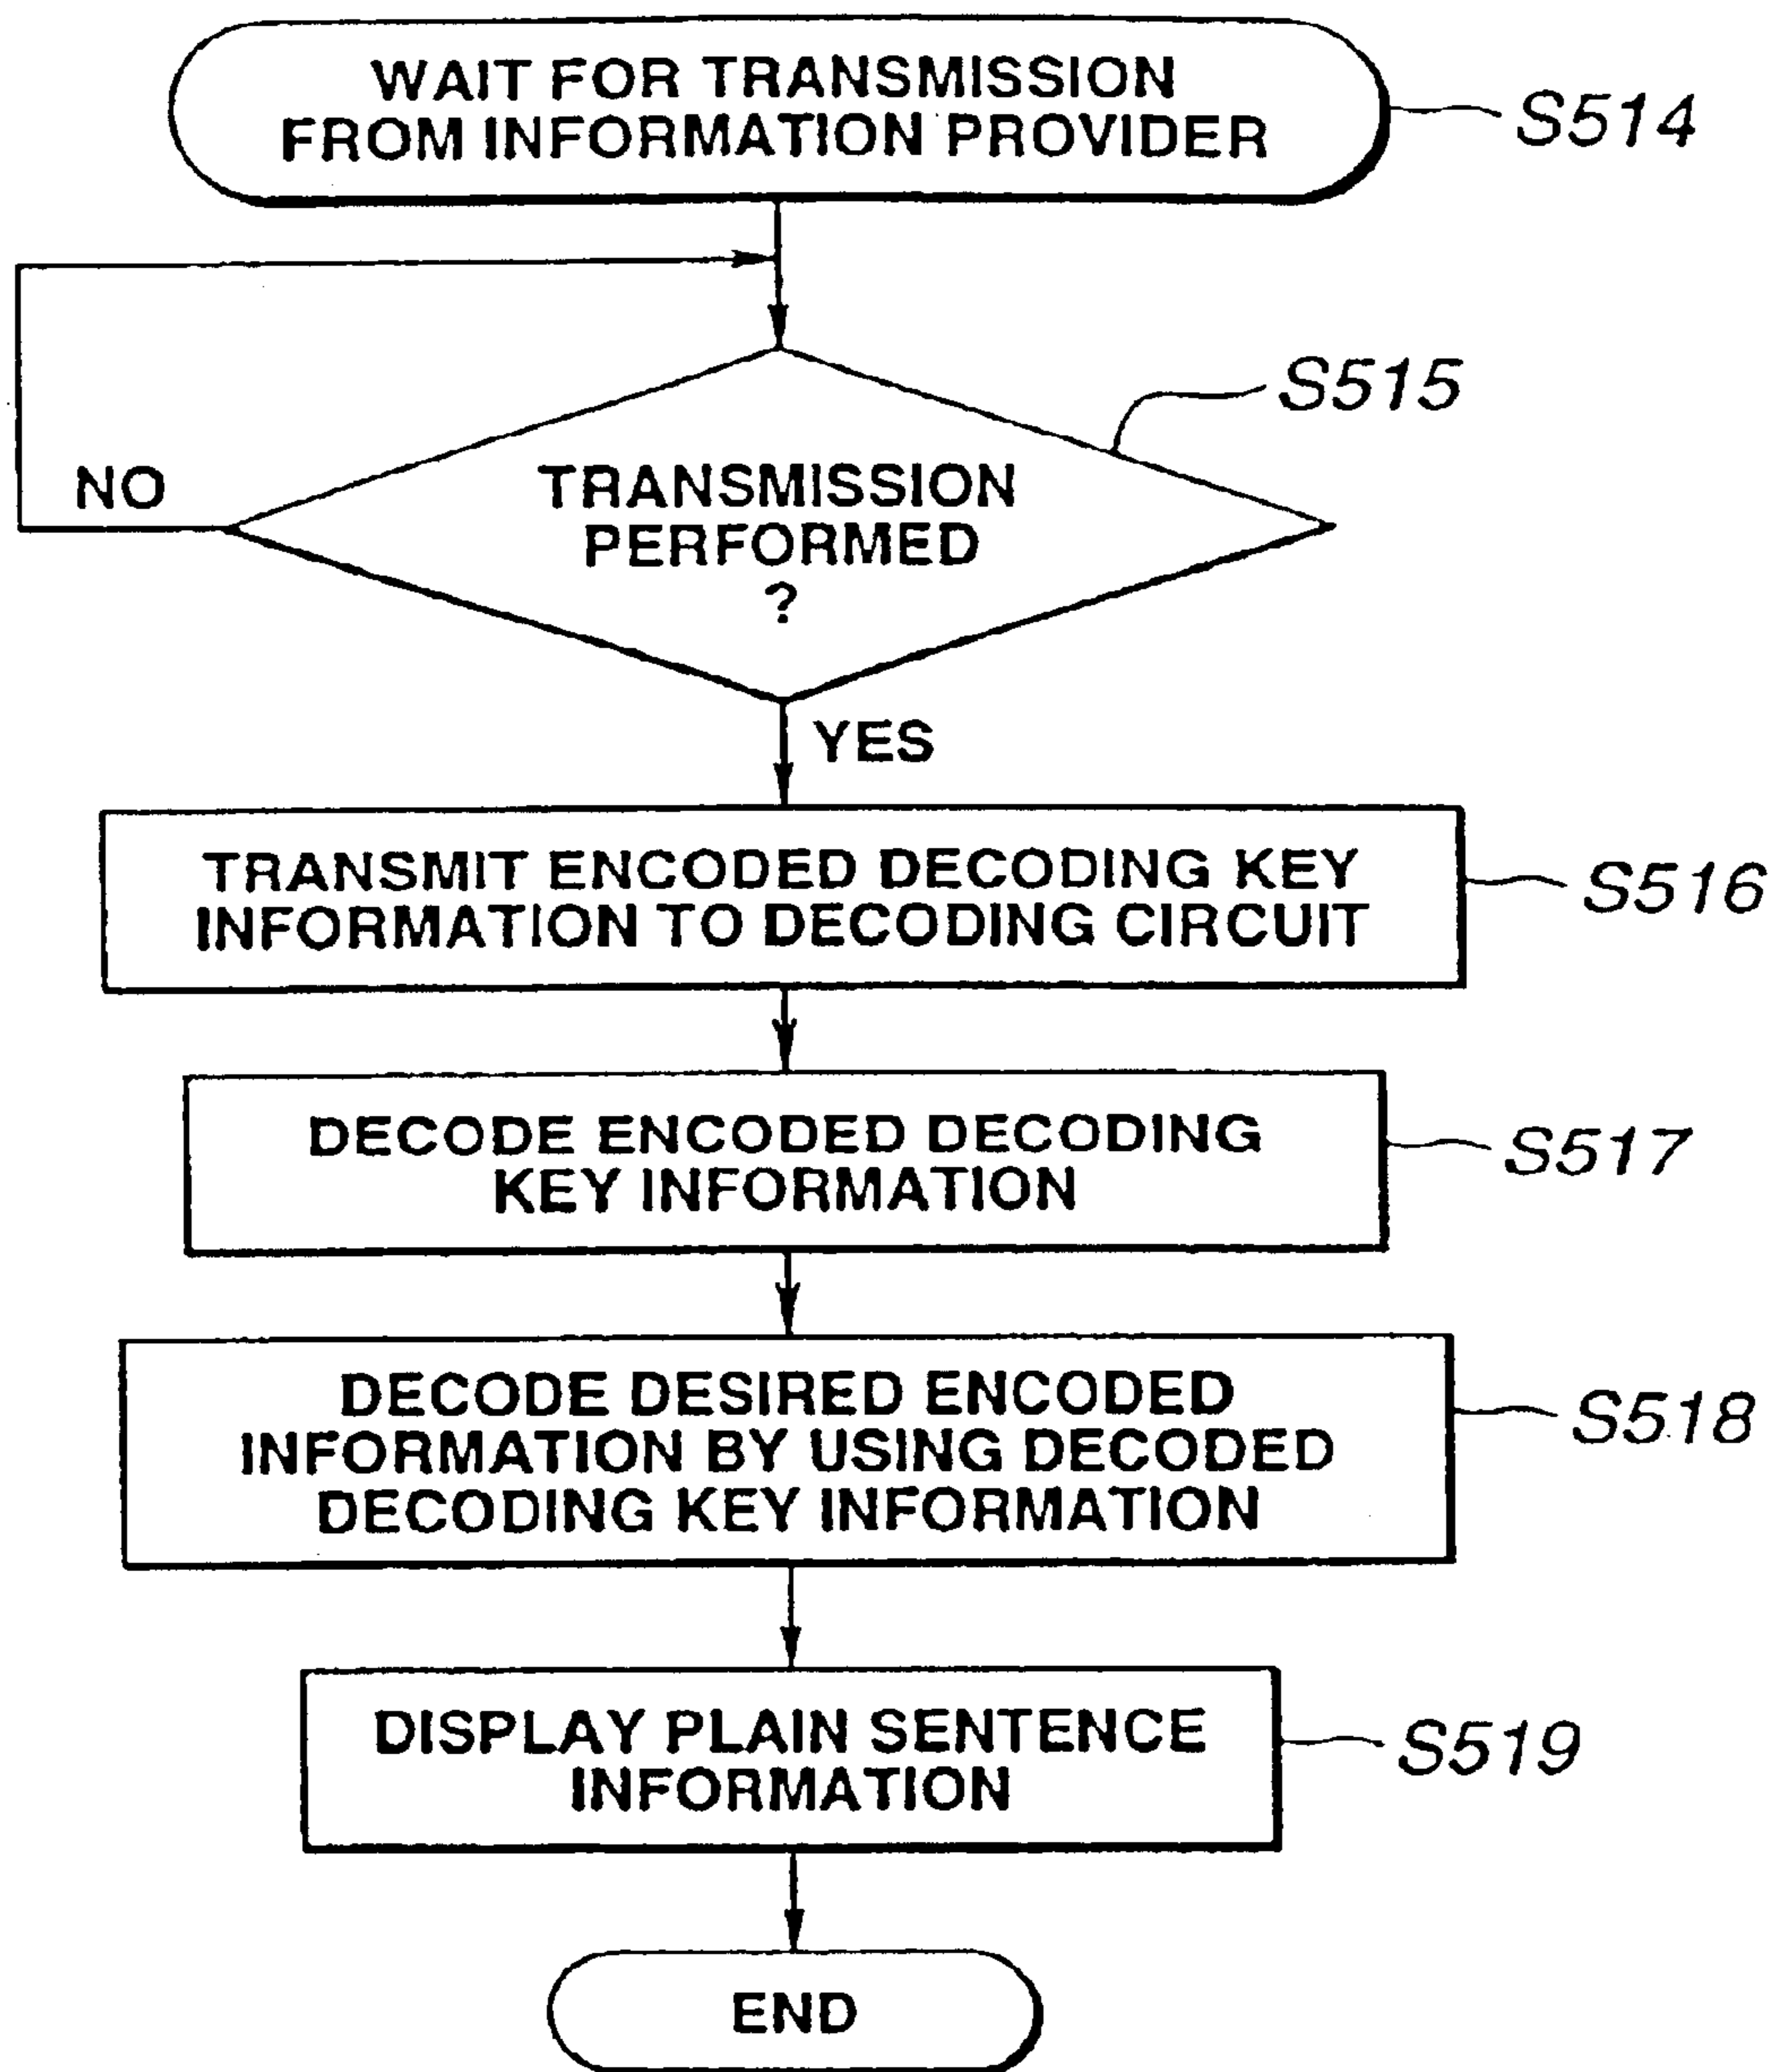 WAIT FOR TRANSMISSION
FROM INFORMATION PROVIDER
S514
S515
NO
TRANSMISSION
PERFORMED
?
YES
TRANSMIT ENCODED DECODING KEY
INFORMATION TO DECODING CIRCUIT
S516
DECODE ENCODED DECODING
KEY INFORMATION
S517
DECODE DESIRED ENCODED
INFORMATION BY USING DECODED
DECODING KEY INFORMATION
S518
DISPLAY PLAIN SENTENCE
INFORMATION
S519
END